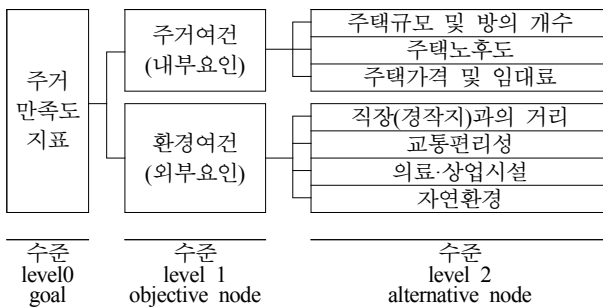 주거
만족도
지표
주거여건
(내부요인)
환경여건
(외부요인)
주택규모 및 방의 개수
주택노후도
주택가격 및 임대료
직장(경작지)과의 거리
교통편리성
의료·상업시설
자연환경
수준
level0
goal
수준
level 1
objective node
수준
level 2
alternative node